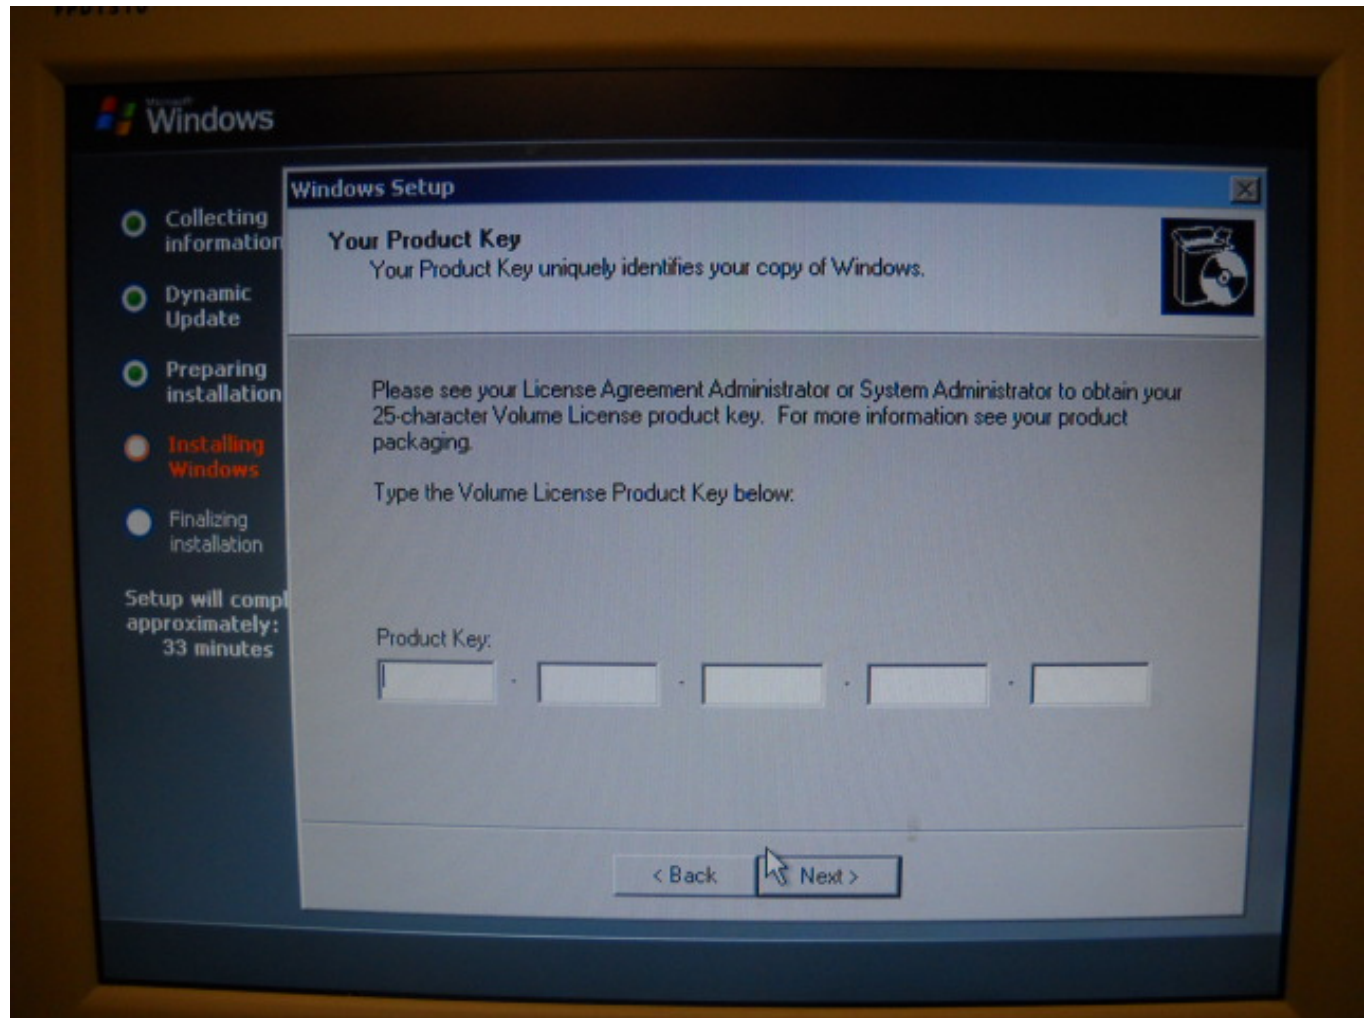 Microsoft
Windows
Collecting
information
Dynamic
Update
Preparing
installation
Installing
Windows
Finalizing
installation
Setup will compl
approximately:
33 minutes
Windows Setup
Your Product Key
Your Product Key uniquely identifies your copy of Windows.
Please see your License Agreement Administrator or System Administrator to obtain your
25-character Volume License product key. For more information see your product
packaging.
Type the Volume License Product Key below:
Product Key:
- - - -
< Back Next >